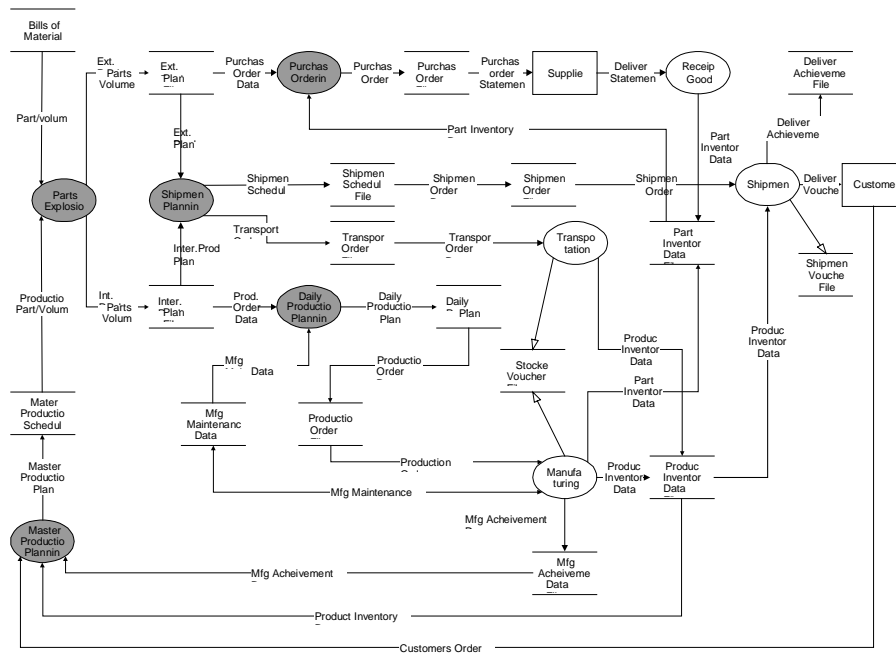 Bills of
Material
Ext.
Parts
Volume
Ext.
Plan
Purchas
Order
Data
Purchas
Orderin
Purchas
Order
Purchas
Order
Purchas
order
Statemen
Supplie
Deliver
Statemen
Receip
Good
Deliver
Achieveme
File
Part/volum
Ext.
Plan
Part Inventory
Part
Inventor
Data
Deliver
Achieveme
Parts
Explosio
Shipmen
Plannin
Shipmen
Schedul
Shipmen
Schedul
File
Shipmen
Order
Shipmen
Order
Shipmen
Order
Shipmen
Deliver
Vouche
Custome
Transport
Transpor
Order
Transpor
Order
Transpo
tation
Part
Inventor
Data
Shipmen
Vouche
File
Inter.Prod
Plan
Productio
Part/Volum
Int.
Parts
Volum
Inter.
Plan
Prod.
Order
Data
Daily
Productio
Plannin
Daily
Productio
Plan
Daily
Plan
Produc
Inventor
Data
Produc
Inventor
Data
Mfg
Data
Productio
Order
Stocke
Voucher
Part
Inventor
Data
Mater
Productio
Schedul
Mfg
Maintenanc
Data
Productio
Order
Master
Productio
Plan
Production
Manufa
turing
Produc
Inventor
Data
Produc
Inventor
Data
Mfg Maintenance
Mfg Acheivement
Master
Productio
Plannin
Mfg Acheivement
Mfg
Acheiveme
Data
Product Inventory
Customers Order